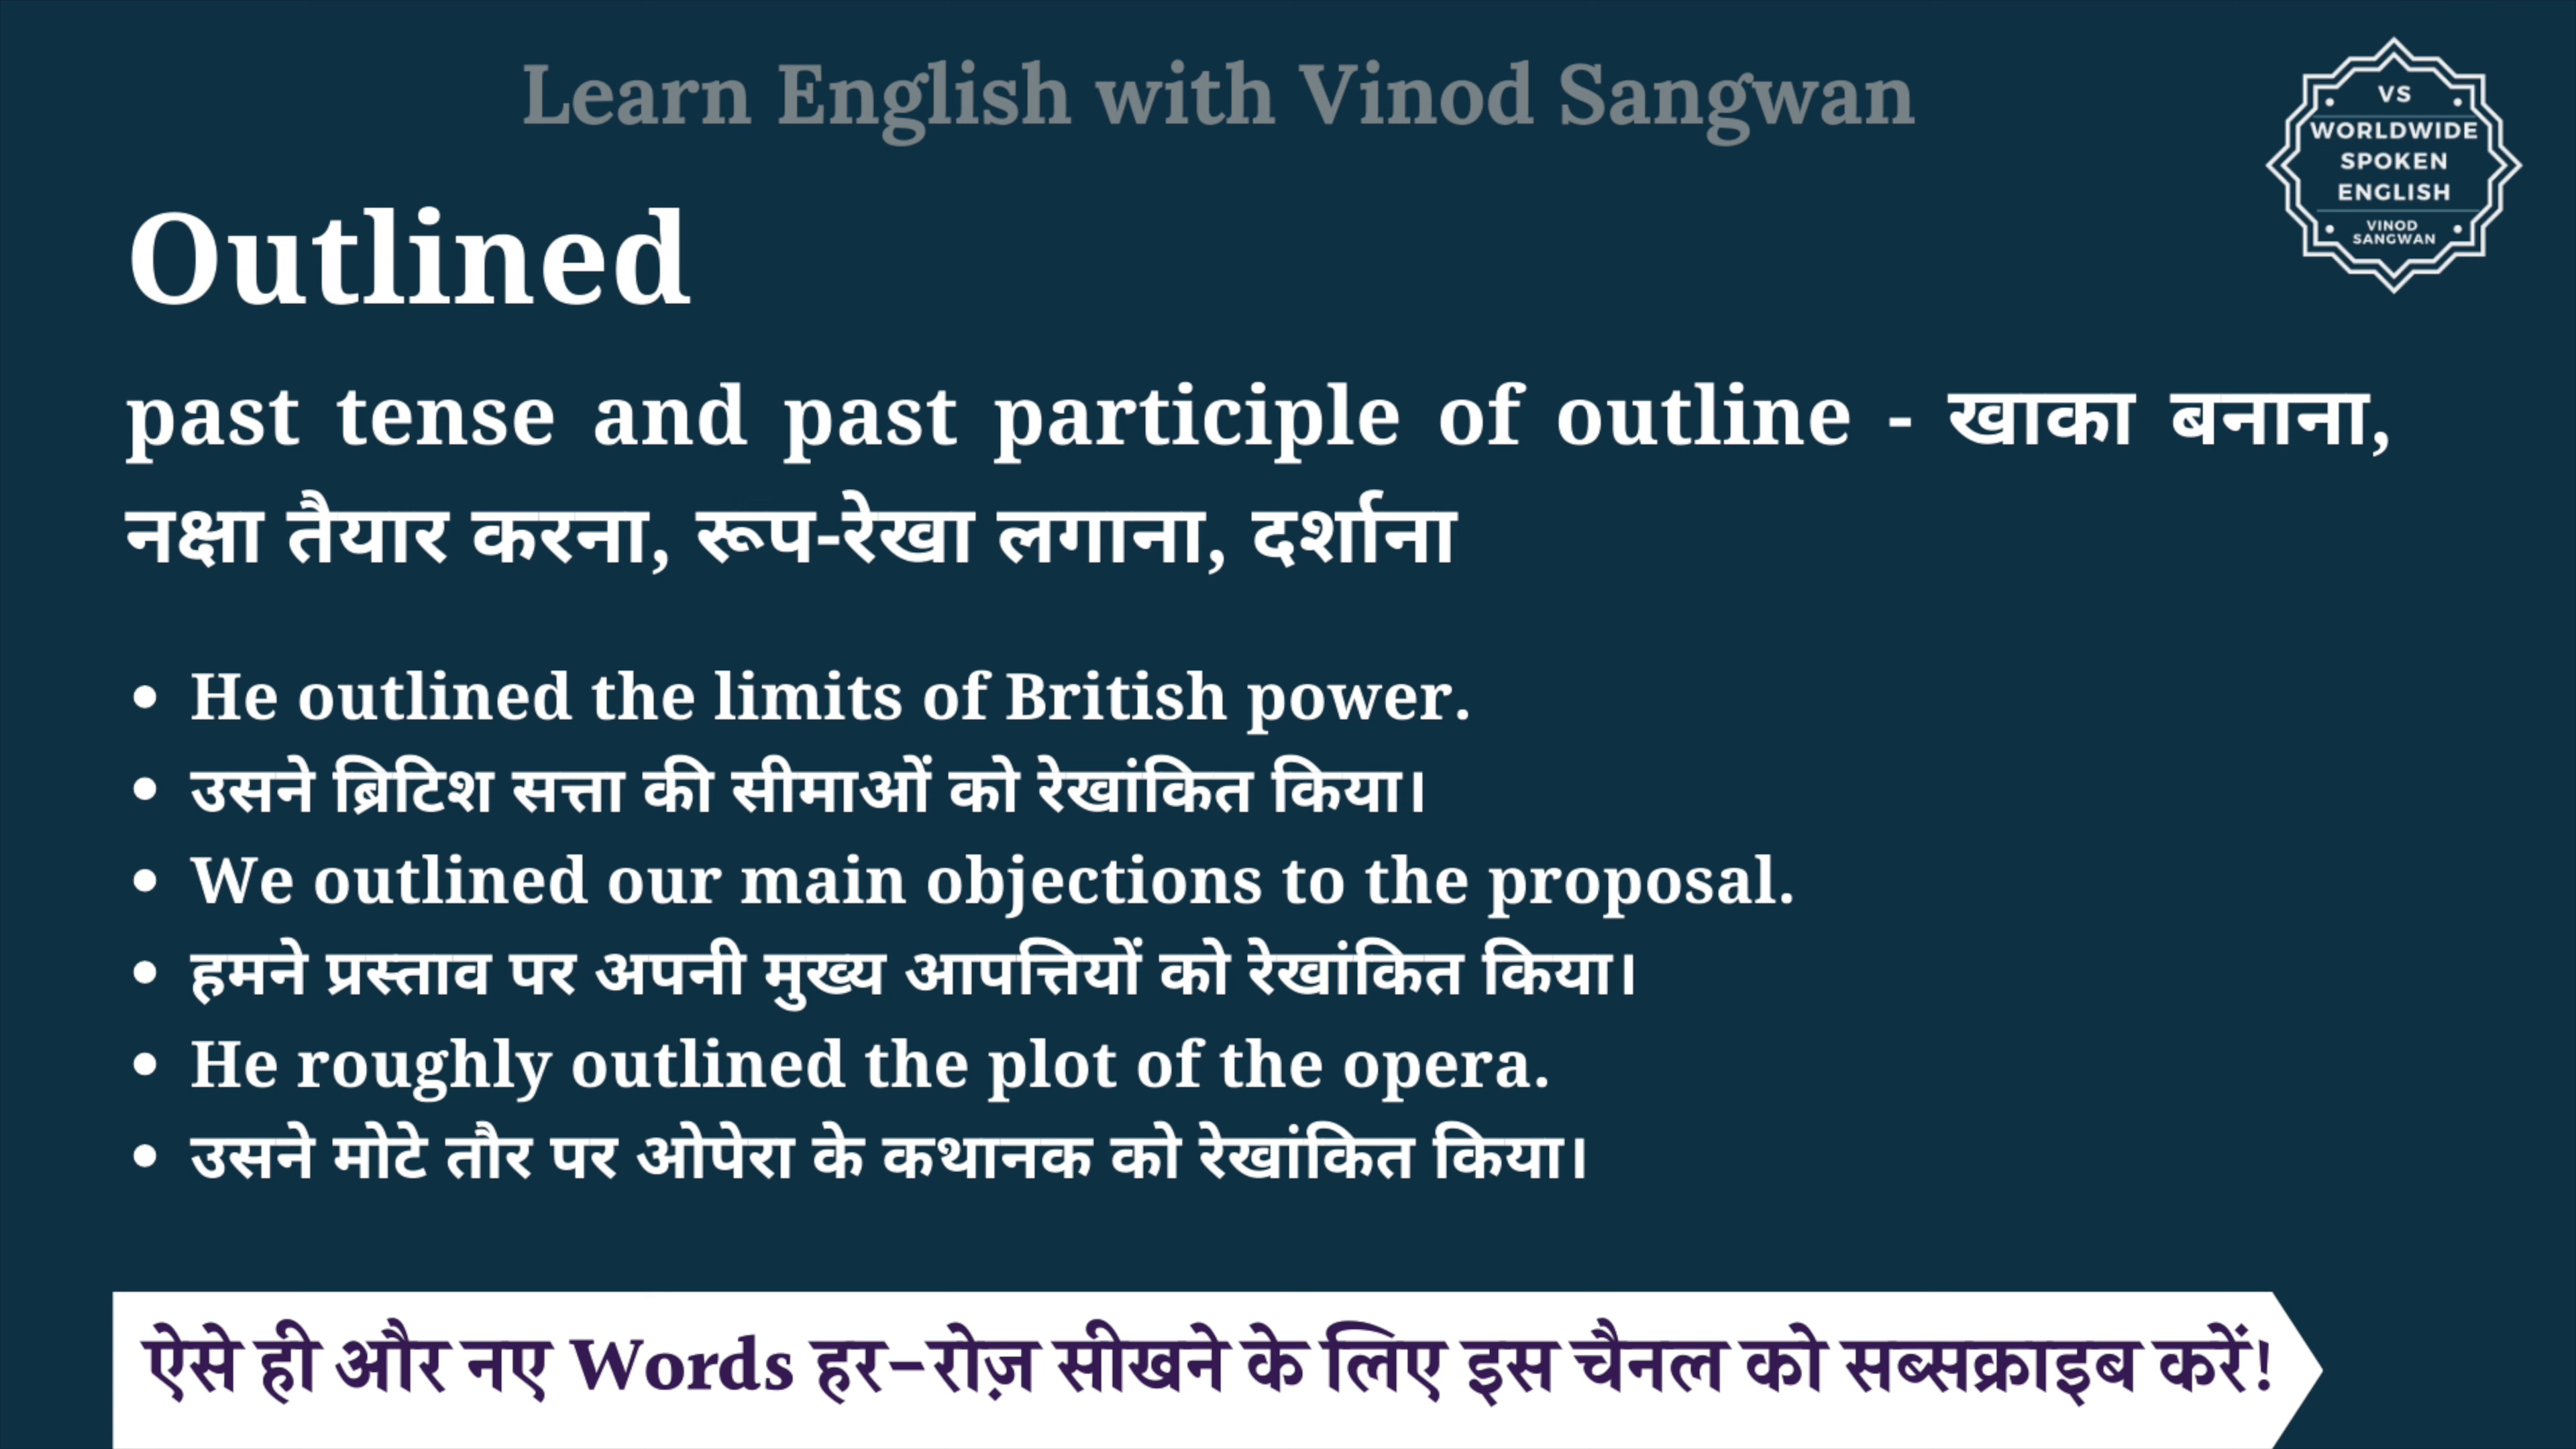 Learn English with Vinod Sangwan
VS
WORLDWIDE
SPOKEN
ENGLISH
VINOD
SANGWAN
Outlined
past tense and past participle of outline - खाका बनाना,
नक्षा तैयार करना, रूप-रेखा लगाना, दर्शाना
• He outlined the limits of British power.
• उसने ब्रिटिश सत्ता की सीमाओं को रेखांकित किया।
• We outlined our main objections to the proposal.
• हमने प्रस्ताव पर अपनी मुख्य आपत्तियों को रेखांकित किया।
• He roughly outlined the plot of the opera.
• उसने मोटे तौर पर ओपेरा के कथानक को रेखांकित किया।
ऐसे ही और नए Words हर-रोज़ सीखने के लिए इस चैनल को सब्सक्राइब करें!